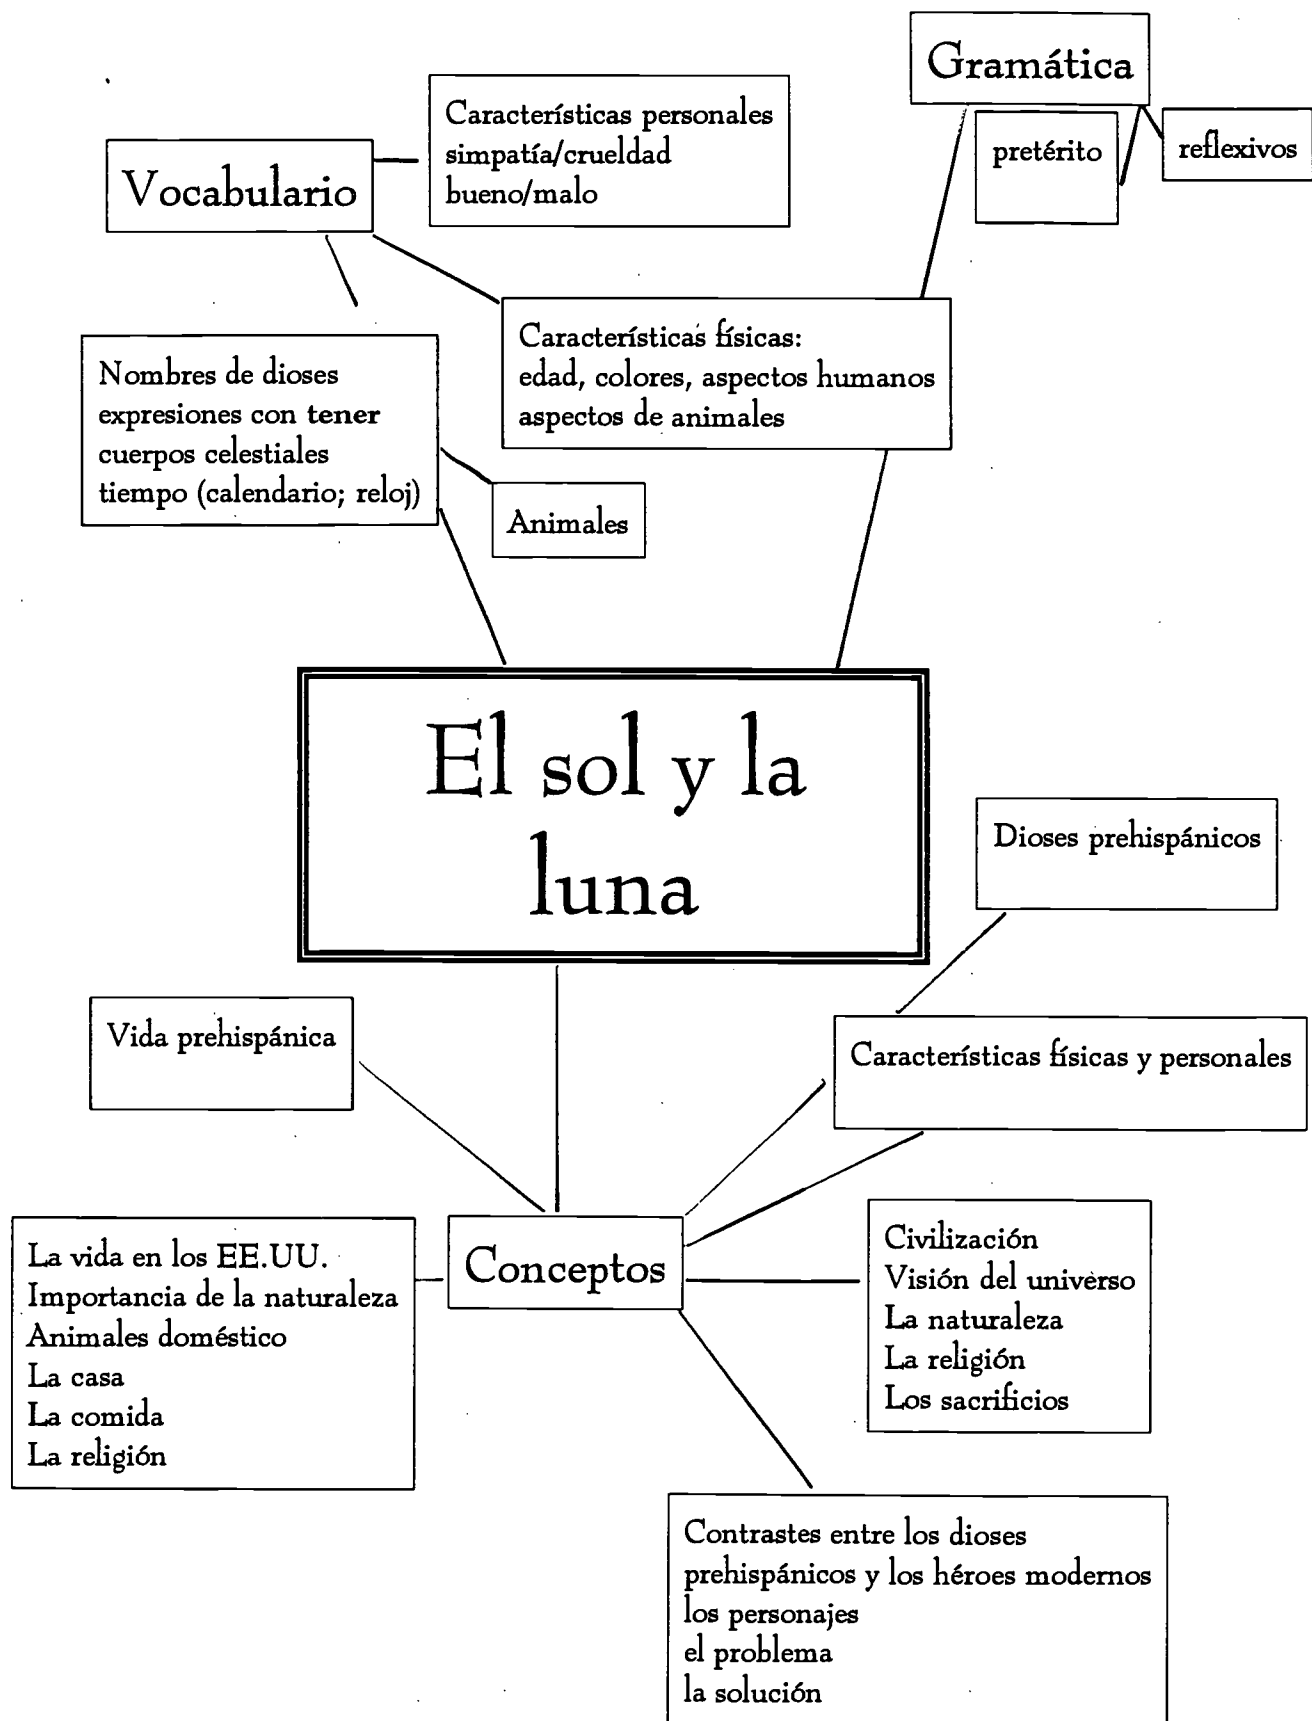 Gramática
pretérito
reflexivos
Vocabulario
Características personales
simpatía/crueldad
bueno/malo
Características físicas:
edad, colores, aspectos humanos
aspectos de animales
Nombres de dioses
expresiones con tener
cuerpos celestiales
tiempo (calendario; reloj)
Animales
El sol y la
luna
Dioses prehispánicos
Vida prehispánica
Características físicas y personales
Conceptos
La vida en los EE.UU.
Importancia de la naturaleza
Animales doméstico
La casa
La comida
La religión
Civilización
Visión del universo
La naturaleza
La religión
Los sacrificios
Contrastes entre los dioses
prehispánicos y los héroes modernos
los personajes
el problema
la solución